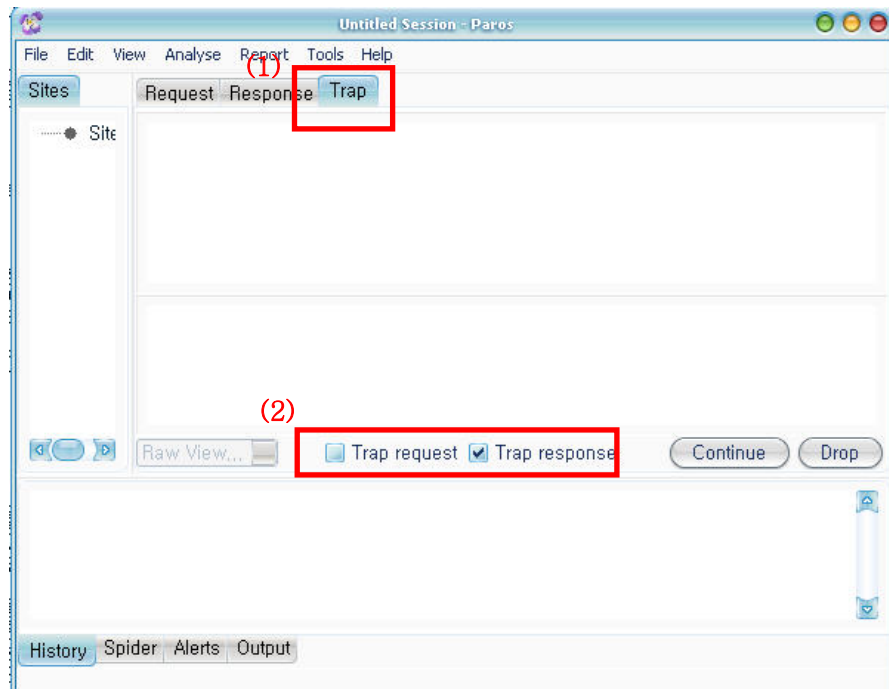 Untitled Session - Paros
File Edit View Analyse Report Tools Help
(1)
Sites
Request Response Trap
Site
(2)
Raw View... Trap request Trap response Continue Drop
History Spider Alerts Output